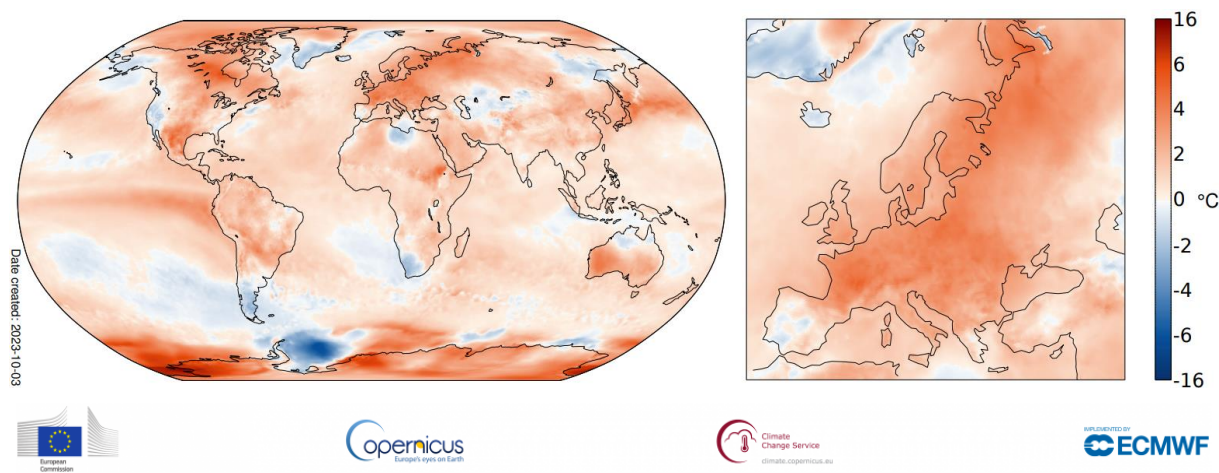 Date created: 2023-10-03
16
6
4
2
0
-2
-4
-6
-16
°C
European
Commission
opernicus
Europe's eyes on Earth
Climate
Change Service
climate.copernicus.eu
IMPLEMENTED BY
ECMWF